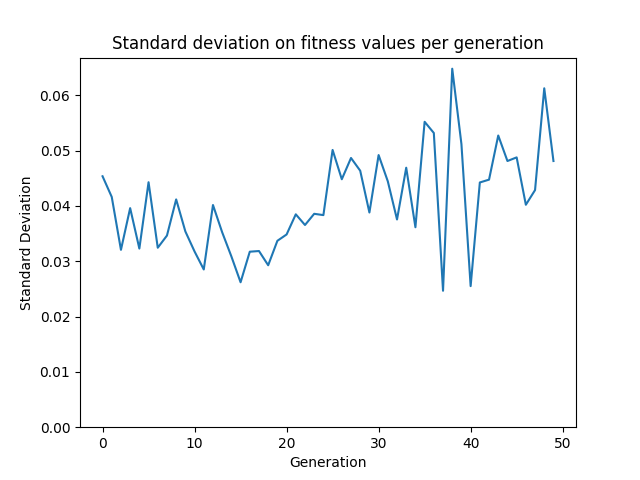 Standard deviation on fitness values per generation
0.06
0.05
0.04
0.03
0.02
0.01
0.00
Standard Deviation
0 10 20 30 40 50
Generation